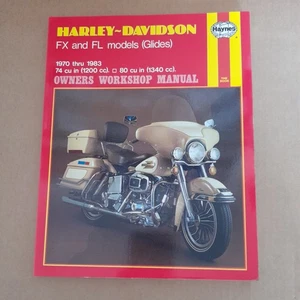 HARLEY-DAVIDSON
Haynes
FX and FL models (Glides)
1970 thru 1983
74 cu in (1200 cc). □ 80 cu in (1340 cc).
OWNERS WORKSHOP MANUAL